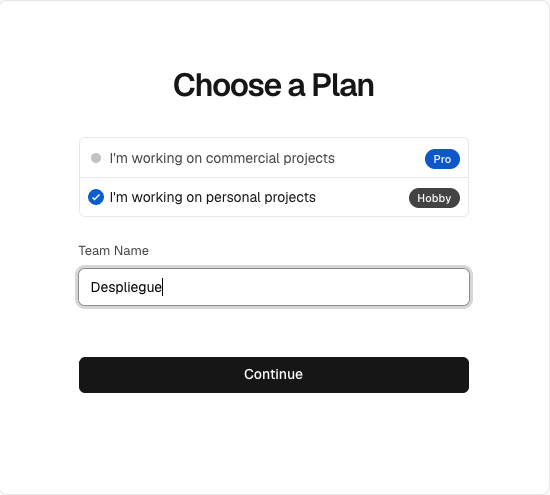 Choose a Plan
I'm working on commercial projects Pro
I'm working on personal projects Hobby
Team Name
Despliegue
Continue